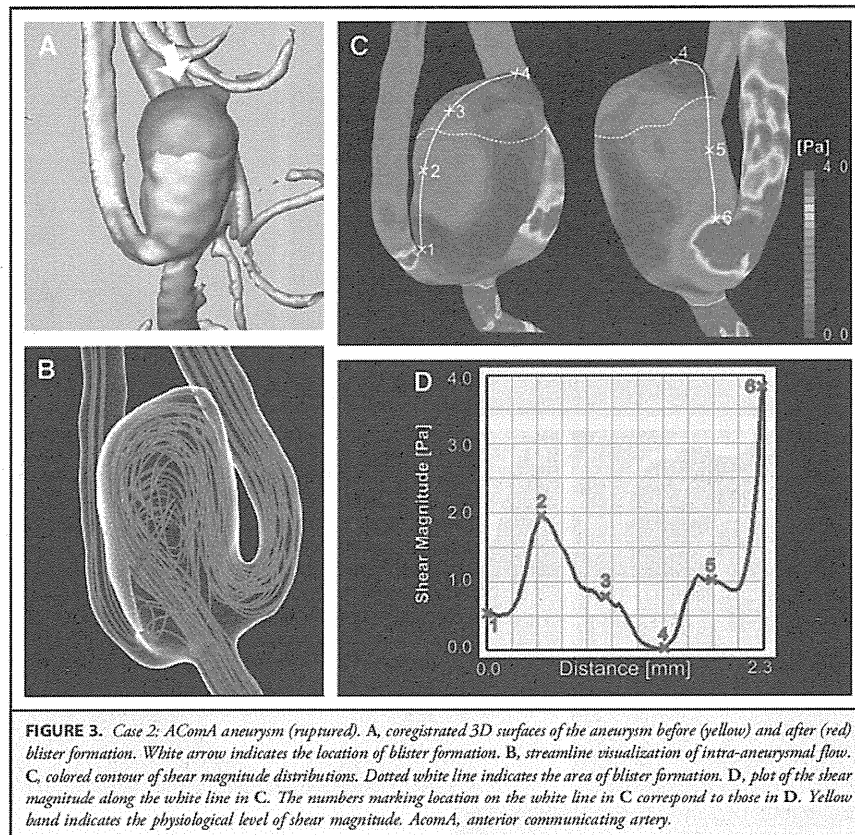 A
C
4
3
2
1
4
5
6
[Pa]
4 0
0 0
B
D
4.0
3.0
2.0
1.0
0.0
Shear Magnitude [Pa]
1
2
3
4
5
6
0.0
Distance [mm]
2.3
FIGURE 3. Case 2: AComA aneurysm (ruptured). A, coregistrated 3D surfaces of the aneurysm before (yellow) and after (red)
blister formation. White arrow indicates the location of blister formation. B, streamline visualization of intra-aneurysmal flow.
C, colored contour of shear magnitude distributions. Dotted white line indicates the area of blister formation. D, plot of the shear
magnitude along the white line in C. The numbers marking location on the white line in C correspond to those in D. Yellow
band indicates the physiological level of shear magnitude. AcomA, anterior communicating artery.